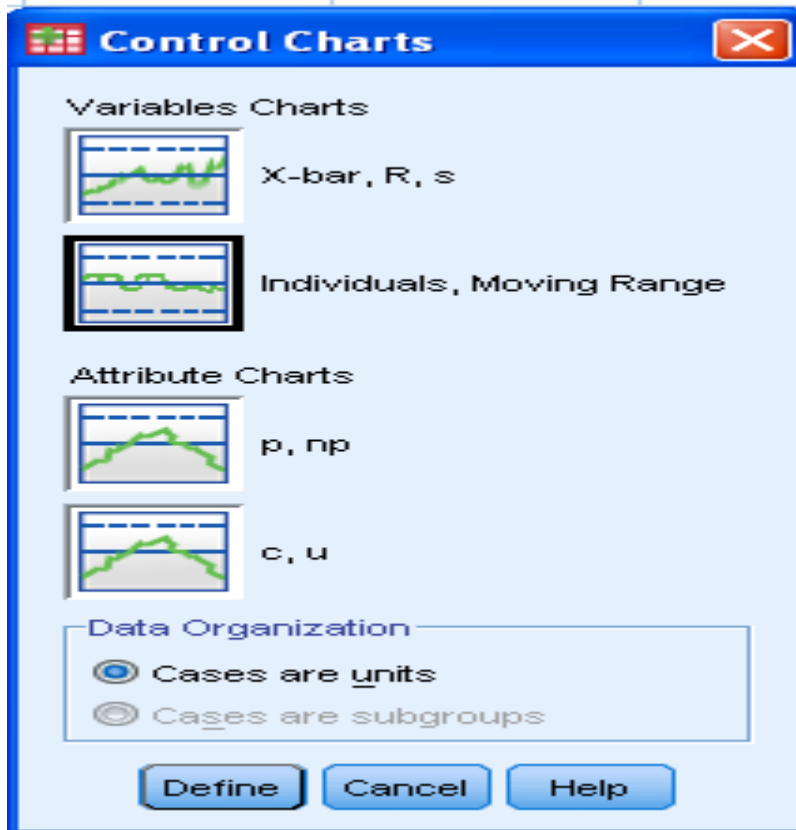 Control Charts
Variables Charts
X-bar, R, s
Individuals, Moving Range
Attribute Charts
p, np
c, u
Data Organization
Cases are units
Cases are subgroups
Define Cancel Help